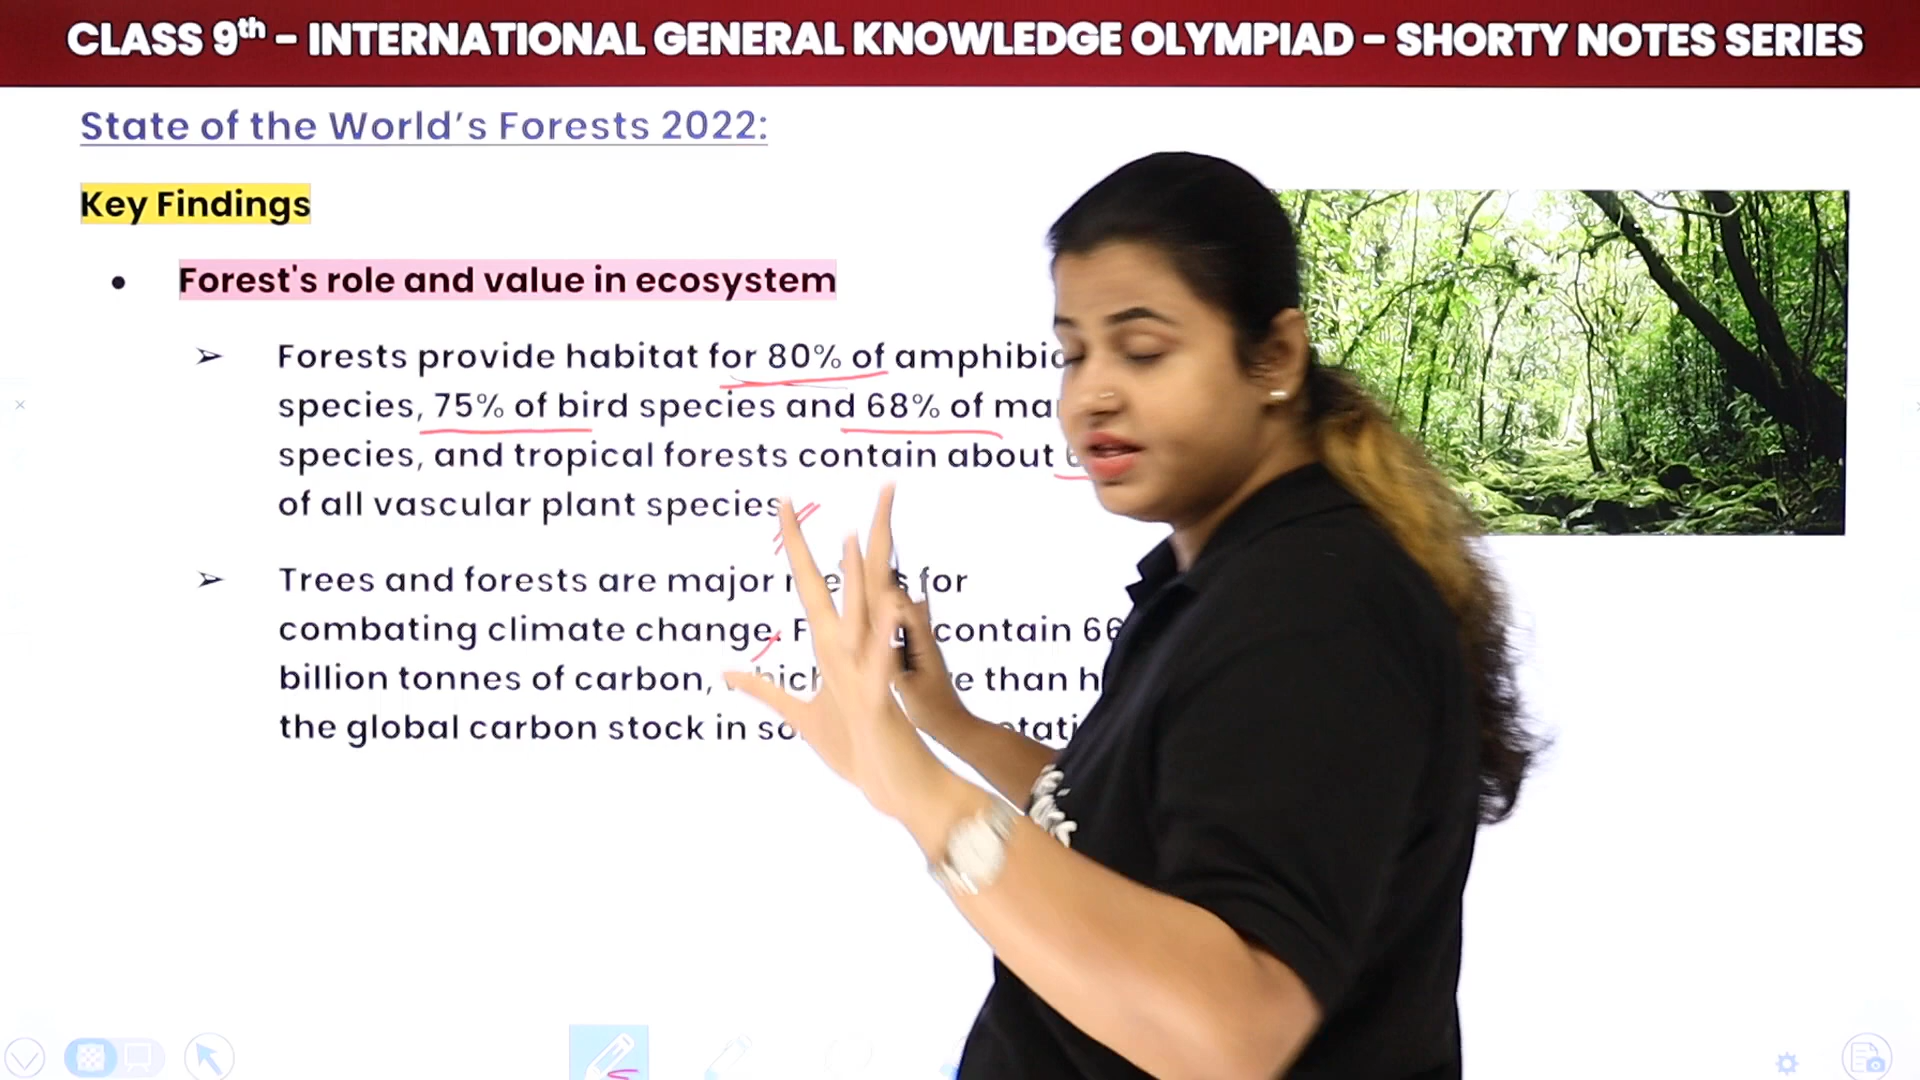 CLASS 9th – INTERNATIONAL GENERAL KNOWLEDGE OLYMPIAD – SHORTY NOTES SERIES
State of the World's Forests 2022:
Key Findings
• Forest's role and value in ecosystem
➢ Forests provide habitat for 80% of
species, 75% of bird species and 68% of
species, and tropical forests contain about
of all vascular plant species
➢ Trees and forests are major for
combating climate change. contain
billion tonnes of carbon, than
the global carbon stock in